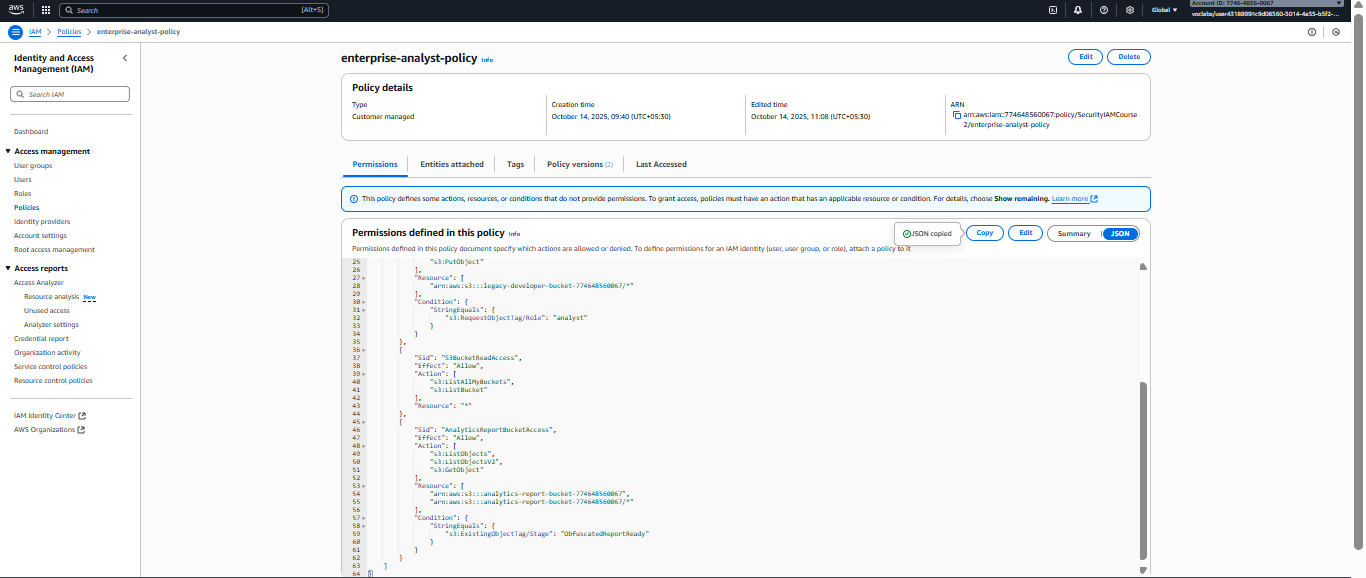 aws
Search
[Alt+S]
Global
Account ID: 7746-4856-0067
IAM
Policies
enterprise-analyst-policy
Identity and Access Management (IAM)
Search IAM
Dashboard
Access management
User groups
Users
Roles
Policies
Identity providers
Account settings
Root access management
Access reports
Access Analyzer
Resource analysis New
Unused access
Analyzer settings
Credential report
Organization activity
Service control policies
Resource control policies
IAM Identity Center
AWS Organizations
enterprise-analyst-policy Info
Edit
Delete
Policy details
Type
Customer managed
Creation time
October 14, 2025, 09:40 (UTC+05:30)
Edited time
October 14, 2025, 11:08 (UTC+05:30)
ARN
arn:aws:iam::774648560067:policy/SecurityIAMCourse
2/enterprise-analyst-policy
Permissions
Entities attached
Tags
Policy versions (2)
Last Accessed
This policy defines some actions, resources, or conditions that do not provide permissions. To grant access, policies must have an action that has an applicable resource or condition. For details, choose Show remaining. Learn more
Permissions defined in this policy Info
JSON copied
Copy
Edit
Summary
JSON
Permissions defined in this policy document specify which actions are allowed or denied. To define permissions for an IAM identity (user, user group, or role), attach a policy to it
25 "s3:PutObject"
26 ],
27 "Resource": [
28 "arn:aws:s3:::legacy-developer-bucket-774648560067/*"
29 ],
30 "Condition": {
31 "StringEquals": {
32 "s3:RequestObjectTag/Role": "analyst"
33 }
34 }
35 },
36 {
37 "Sid": "S3BucketReadAccess",
38 "Effect": "Allow",
39 "Action": [
40 "s3:ListAllMyBuckets",
41 "s3:ListBucket"
42 ],
43 "Resource": "*"
44 },
45 {
46 "Sid": "AnalyticsReportBucketAccess",
47 "Effect": "Allow",
48 "Action": [
49 "s3:ListObjects",
50 "s3:ListObjectsV2",
51 "s3:GetObject"
52 ],
53 "Resource": [
54 "arn:aws:s3:::analytics-report-bucket-774648560067",
55 "arn:aws:s3:::analytics-report-bucket-774648560067/*"
56 ],
57 "Condition": {
58 "StringEquals": {
59 "s3:ExistingObjectTag/Stage": "ObfuscatedReportReady"
60 }
61 }
62 }
63 ]
64 }